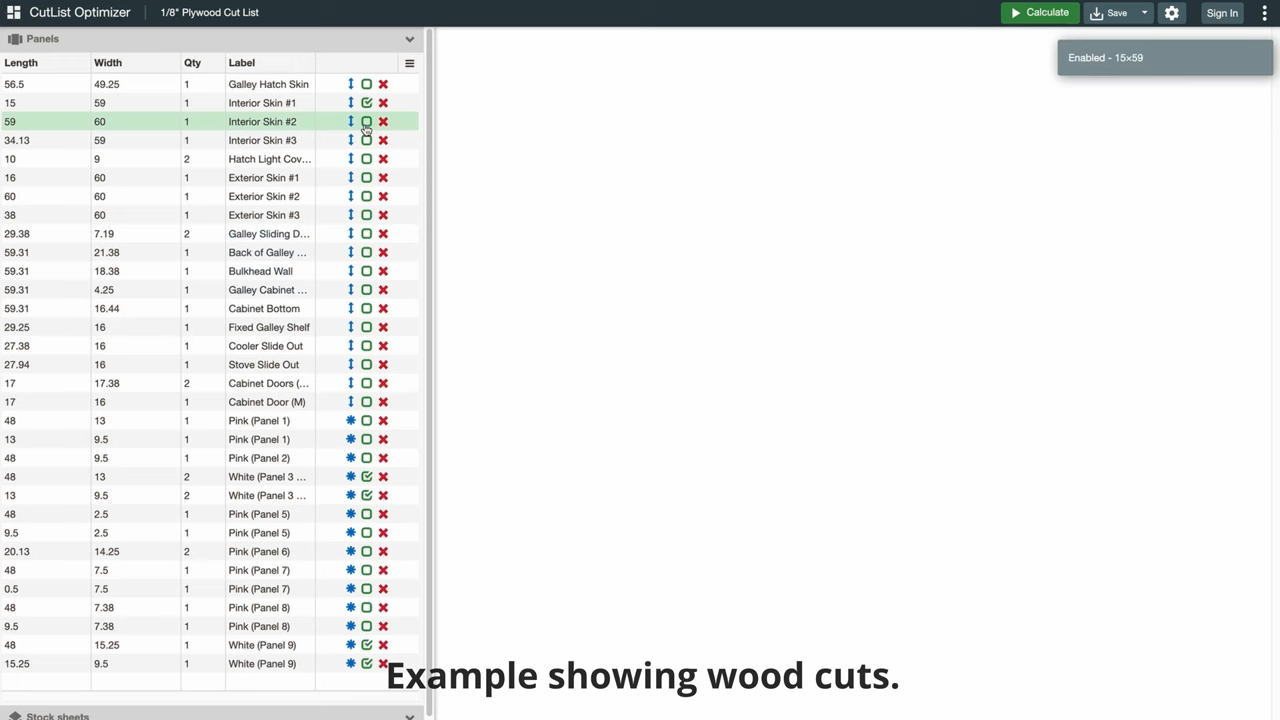 CutList Optimizer 1/8" Plywood Cut List Calculate Save Sign In
Panels
Enabled - 15×59
Length Width Qty Label
56.5 49.25 1 Galley Hatch Skin
15 59 1 Interior Skin #1
59 60 1 Interior Skin #2
34.13 59 1 Interior Skin #3
10 9 2 Hatch Light Cov...
16 60 1 Exterior Skin #1
60 60 1 Exterior Skin #2
38 60 1 Exterior Skin #3
29.38 7.19 2 Galley Sliding D...
59.31 21.38 1 Back of Galley ...
59.31 18.38 1 Bulkhead Wall
59.31 4.25 1 Galley Cabinet ...
59.31 16.44 1 Cabinet Bottom
29.25 16 1 Fixed Galley Shelf
27.38 16 1 Cooler Slide Out
27.94 16 1 Stove Slide Out
17 17.38 2 Cabinet Doors (...
17 16 1 Cabinet Door (M)
48 13 1 Pink (Panel 1)
13 9.5 1 Pink (Panel 1)
48 9.5 1 Pink (Panel 2)
48 13 2 White (Panel 3 ...
13 9.5 2 White (Panel 3 ...
48 2.5 1 Pink (Panel 5)
9.5 2.5 1 Pink (Panel 5)
20.13 14.25 2 Pink (Panel 6)
48 7.5 1 Pink (Panel 7)
0.5 7.5 1 Pink (Panel 7)
48 7.38 1 Pink (Panel 8)
9.5 7.38 1 Pink (Panel 8)
48 15.25 1 White (Panel 9)
15.25 9.5 1 White (Panel 9)
Example showing wood cuts.
Stock sheets